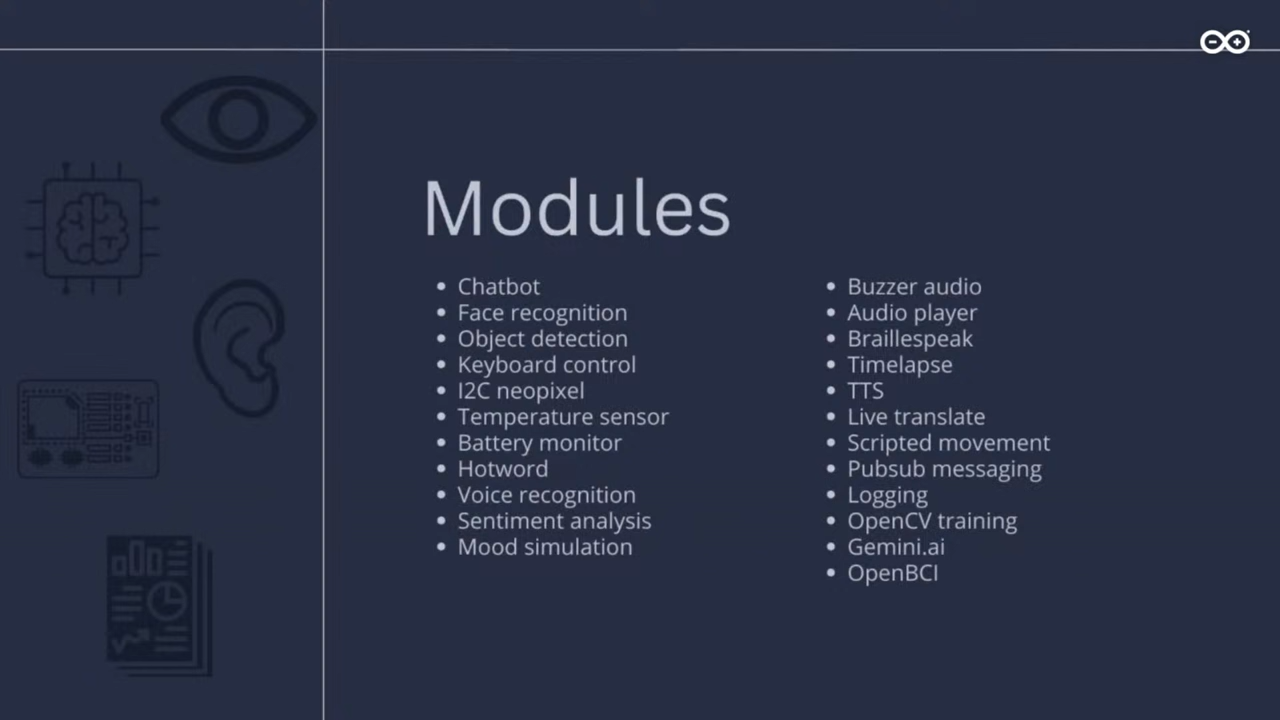 Modules
Chatbot
Face recognition
Object detection
Keyboard control
I2C neopixel
Temperature sensor
Battery monitor
Hotword
Voice recognition
Sentiment analysis
Mood simulation
Buzzer audio
Audio player
Braillespeak
Timelapse
TTS
Live translate
Scripted movement
Pubsub messaging
Logging
OpenCV training
Gemini.ai
OpenBCI